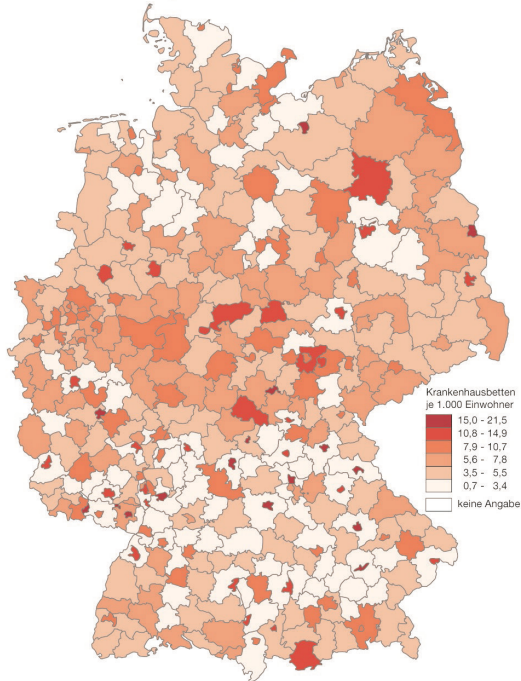 Krankenhausbetten
je 1.000 Einwohner
15,0 - 21,5
10,8 - 14,9
7,9 - 10,7
5,6 - 7,8
3,5 - 5,5
0,7 - 3,4
keine Angabe